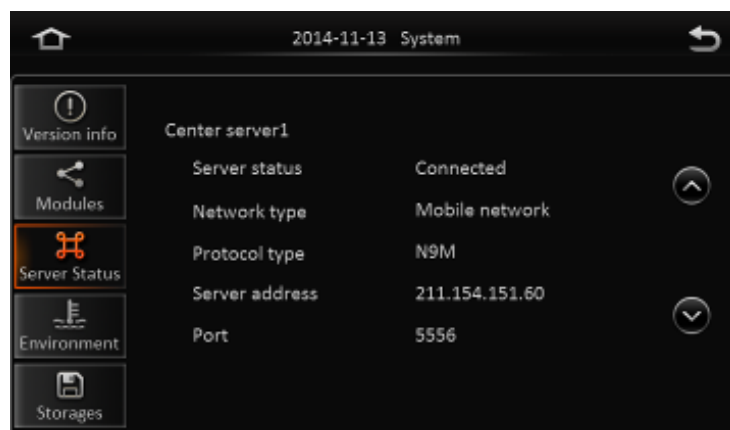 2014-11-13 System
Version info
Modules
Server Status
Environment
Storages
Center server1
Server status Connected
Network type Mobile network
Protocol type N9M
Server address 211.154.151.60
Port 5556